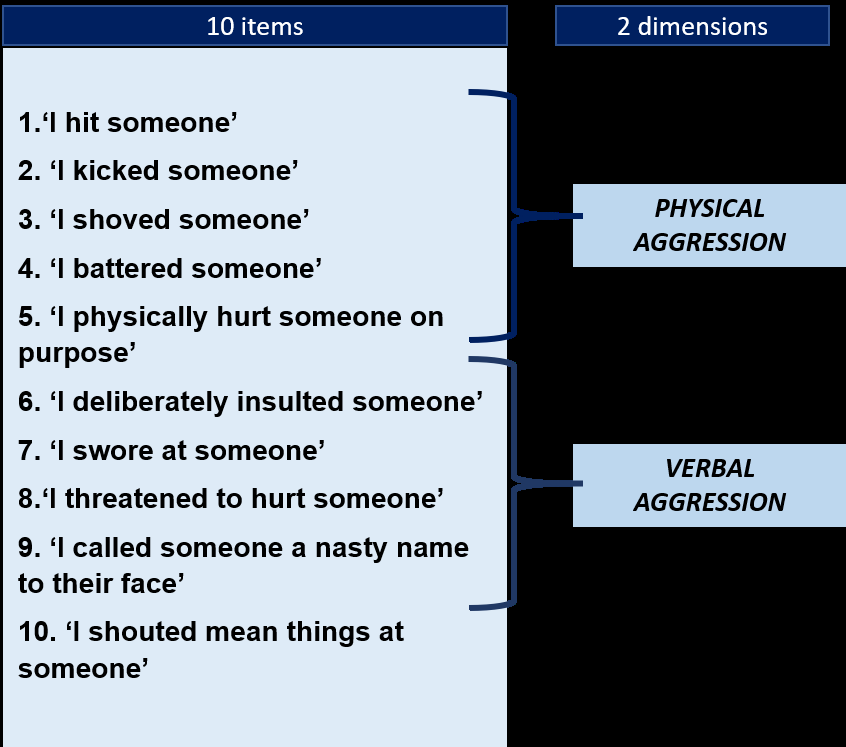 10 items
2 dimensions
1.‘I hit someone’
2. ‘I kicked someone’
3. ‘I shoved someone’
4. ‘I battered someone’
5. ‘I physically hurt someone on
purpose’
6. ‘I deliberately insulted someone’
7. ‘I swore at someone’
8.‘I threatened to hurt someone’
9. ‘I called someone a nasty name
to their face’
10. ‘I shouted mean things at
someone’
PHYSICAL
AGGRESSION
VERBAL
AGGRESSION